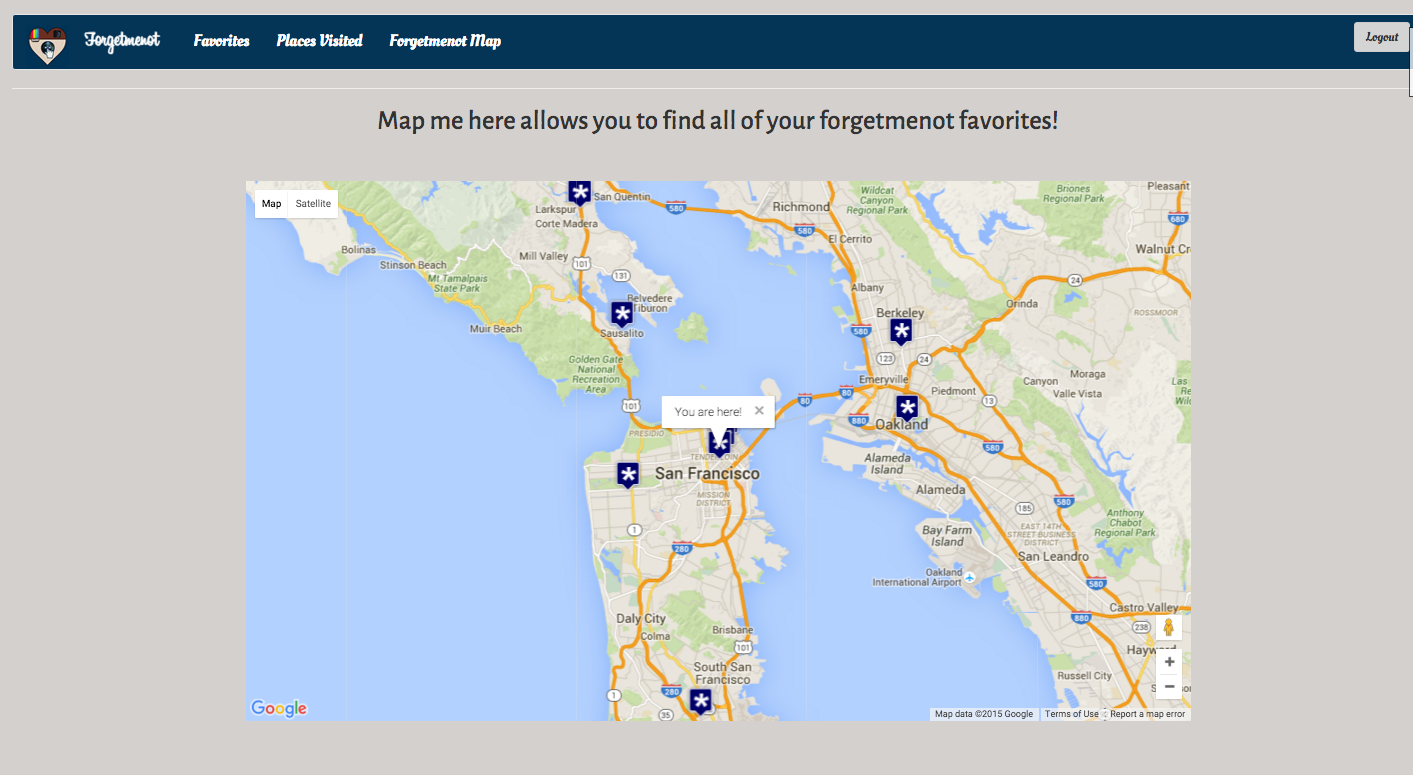 Forgetmenot Favorites Places Visited Forgetmenot Map Logout
Map me here allows you to find all of your forgetmenot favorites!
Map Satellite
San Quentin
Larkspur
Corte Madera
580
Richmond
Wildcat
Canyon
Regional Park
Briones
Regional Park
Pleasant
680
580
El Cerrito
Walnut Cr
Bolinas
Stinson Beach
Mill Valley
101
131
Mt Tamalpais
State Park
24
Albany
Orinda
Belvedere
Tiburon
Berkeley
ROSSMOOR
Muir Beach
Sausalito
580
123
24
Golden Gate
National
Recreation
Area
Emeryville
Piedmont
Canyon
Moraga
Valle Vista
Las
Re
Wil
80
80
13
101
You are here!
880
Oakland
PRESIDIO
580
San Francisco
Alameda
Island
Alameda
MISSION
DISTRICT
580
185
1
Bay Farm
Island
EAST 14TH
STREET BUSINESS
DISTRICT
Anthony
Chabot
Regional Park
280
San Leandro
Oakland
International Airport
580
Castro Valley
Daly City
880
238
Colma
Brisbane
101
Hayward
South San
Francisco
Russell City
280
1
35
Google
Map data ©2015 Google Terms of Use Report a map error